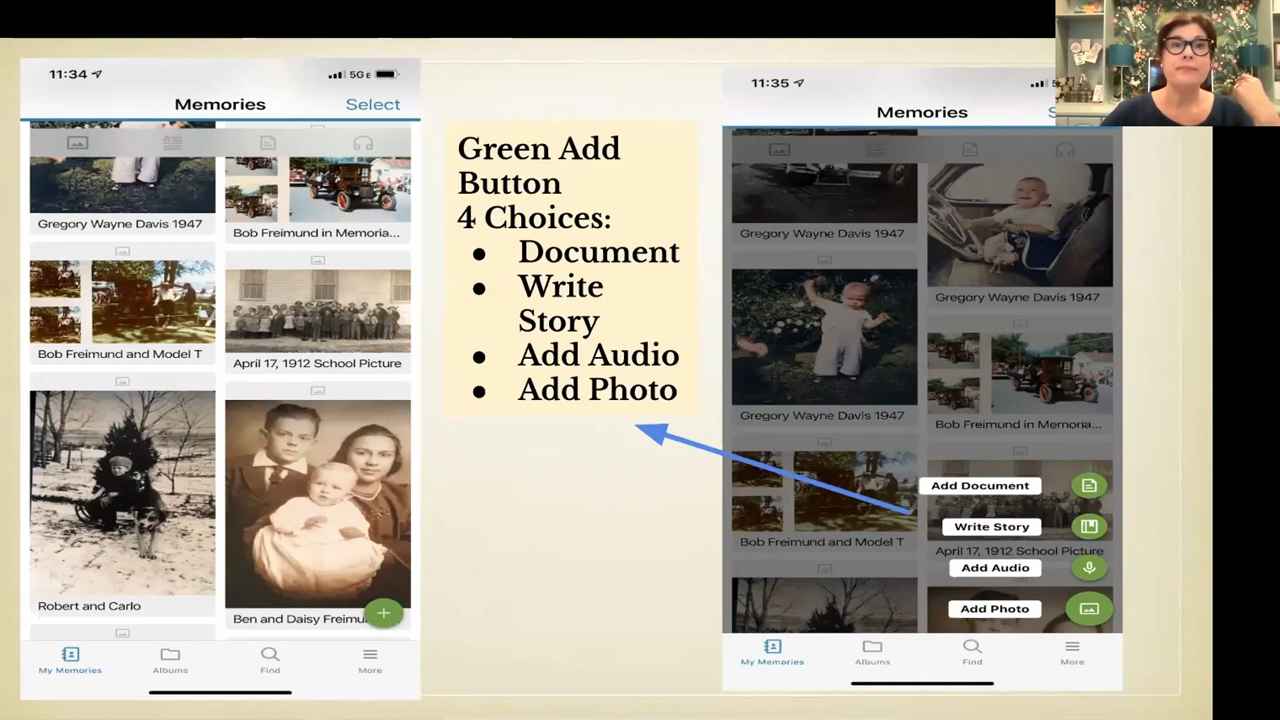 11:34
5G E
Memories
Select
Gregory Wayne Davis 1947
Bob Freimund in Memoria...
Bob Freimund and Model T
April 17, 1912 School Picture
Robert and Carlo
Ben and Daisy Freimu
My Memories
Albums
Find
More
Green Add
Button
4 Choices:
● Document
● Write
Story
● Add Audio
● Add Photo
11:35
Memories
Gregory Wayne Davis 1947
Gregory Wayne Davis 1947
Gregory Wayne Davis 1947
Bob Freimund in Memoria...
Add Document
Write Story
Bob Freimund and Model T
April 17, 1912 School Picture
Add Audio
Add Photo
My Memories
Albums
Find
More